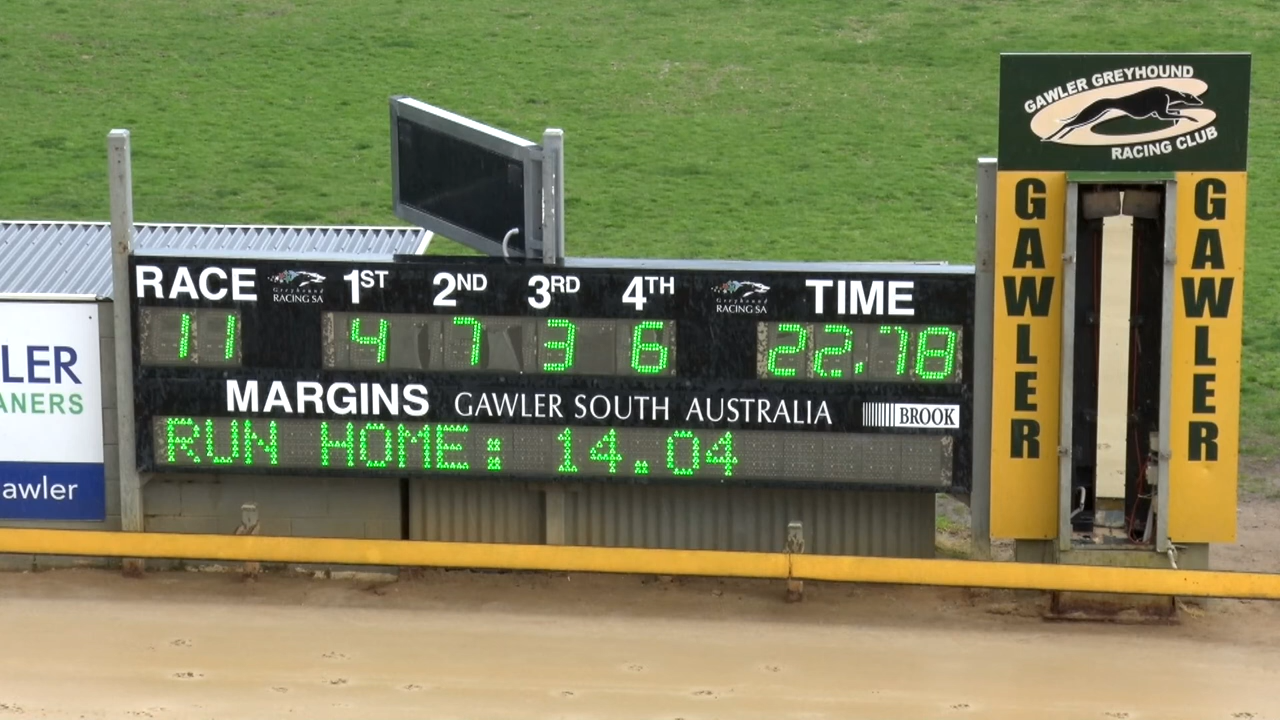 GAWLER GREYHOUND
RACING CLUB
GAWLER
GAWLER
RACE
Greyhound
RACING SA
1ST
2ND
3RD
4TH
Greyhound
RACING SA
TIME
11
4
7
3
6
22.78
MARGINS
GAWLER SOUTH AUSTRALIA
BROOK
RUN HOME: 14.04
LER
ANERS
awler